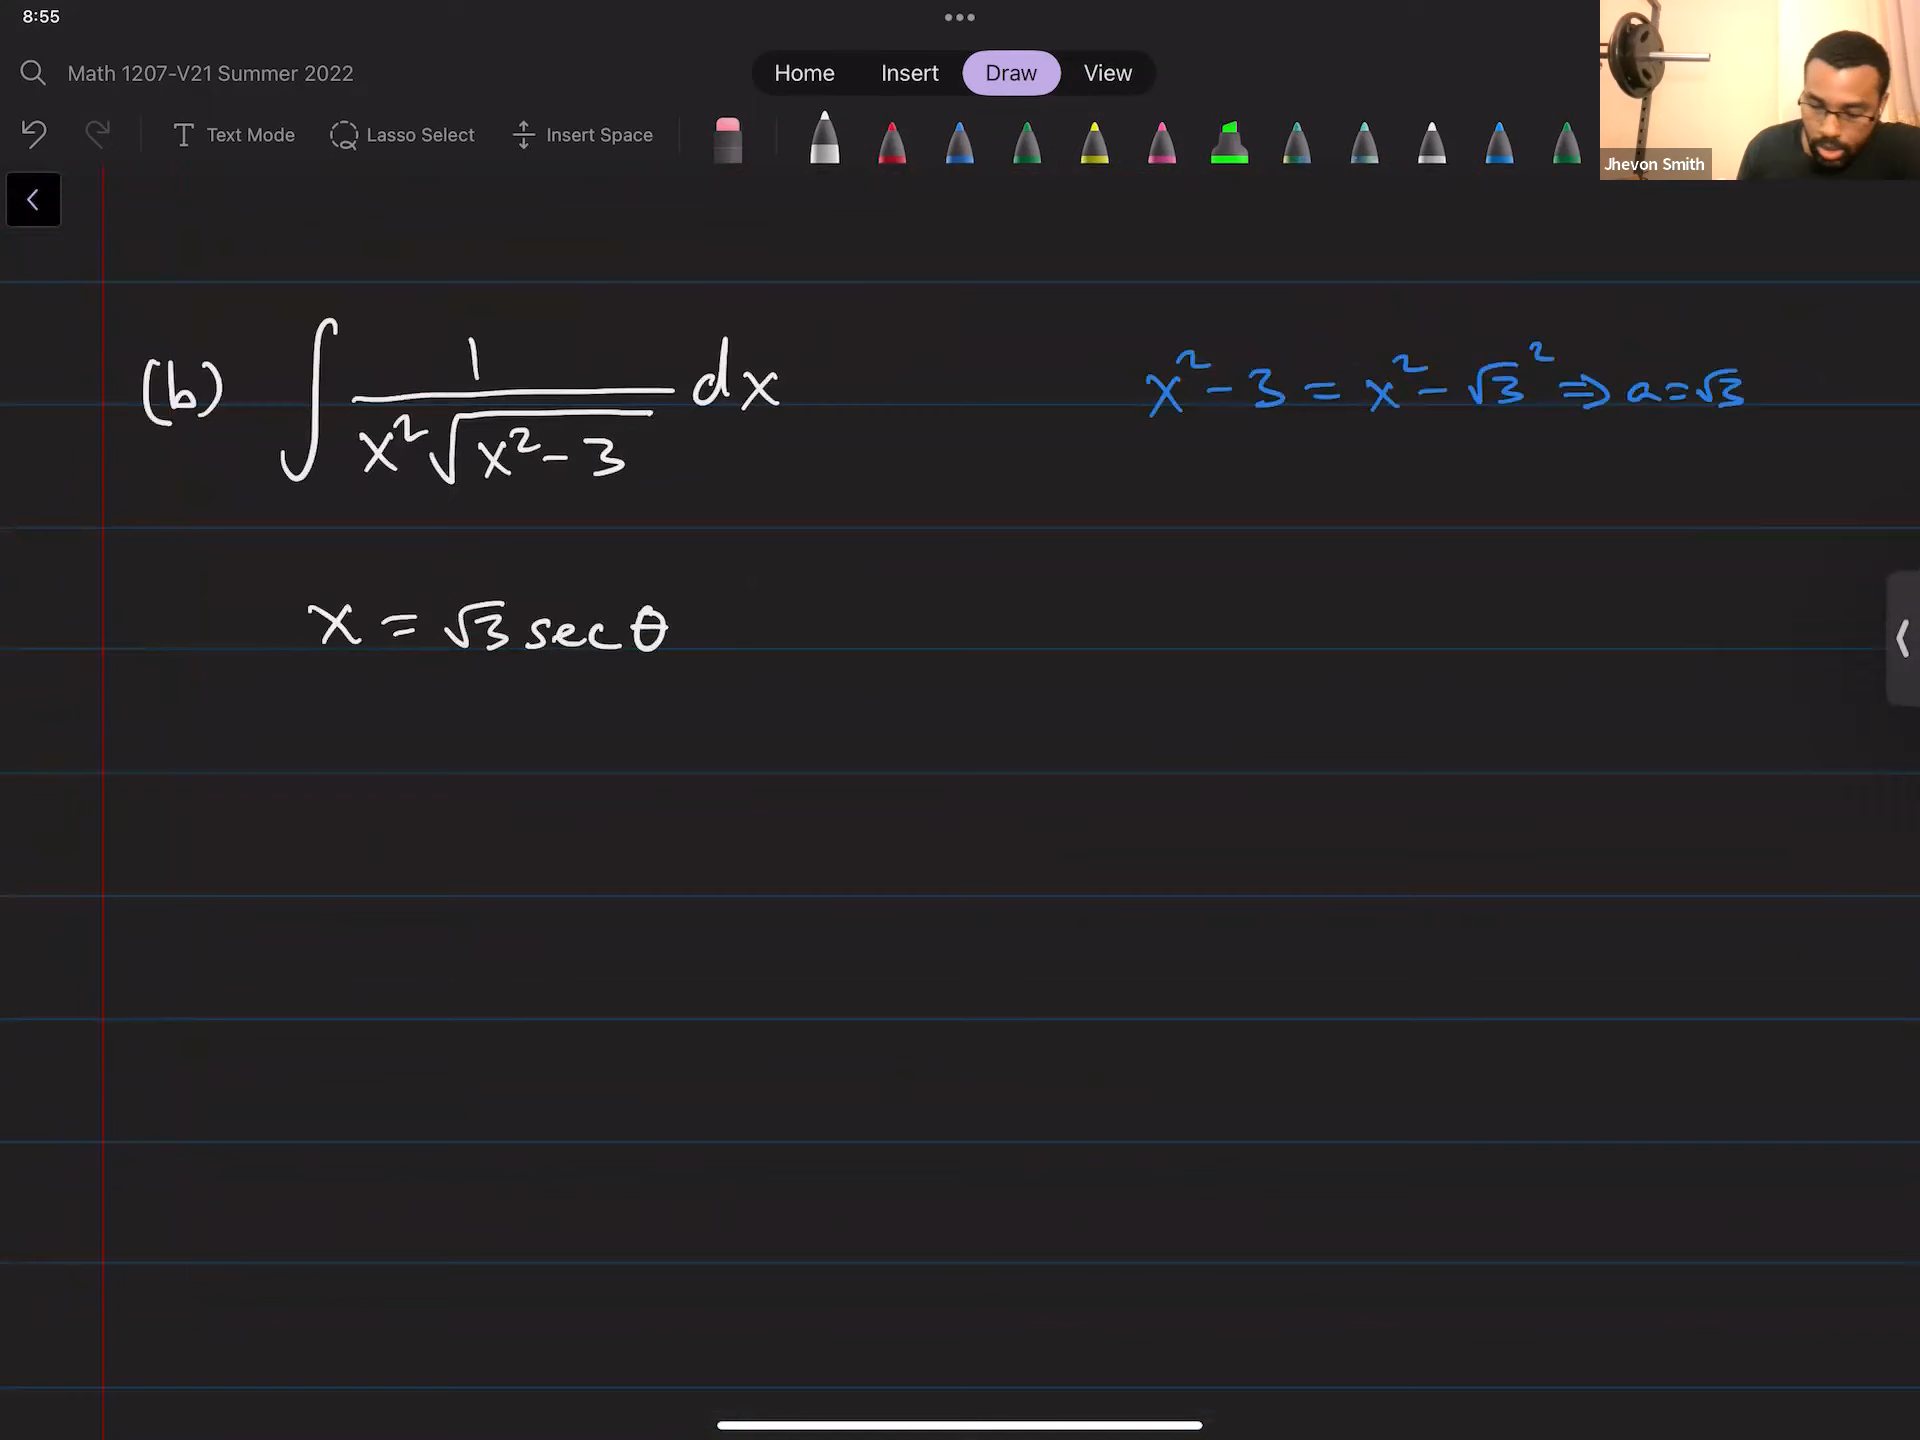 8:55
Math 1207-V21 Summer 2022
Home Insert Draw View
Text Mode Lasso Select Insert Space
Jhevon Smith
(b) ∫ 1/(x²√(x²-3)) dx
x² - 3 = x² - √3² ⇒ a = √3
x = √3 sec θ